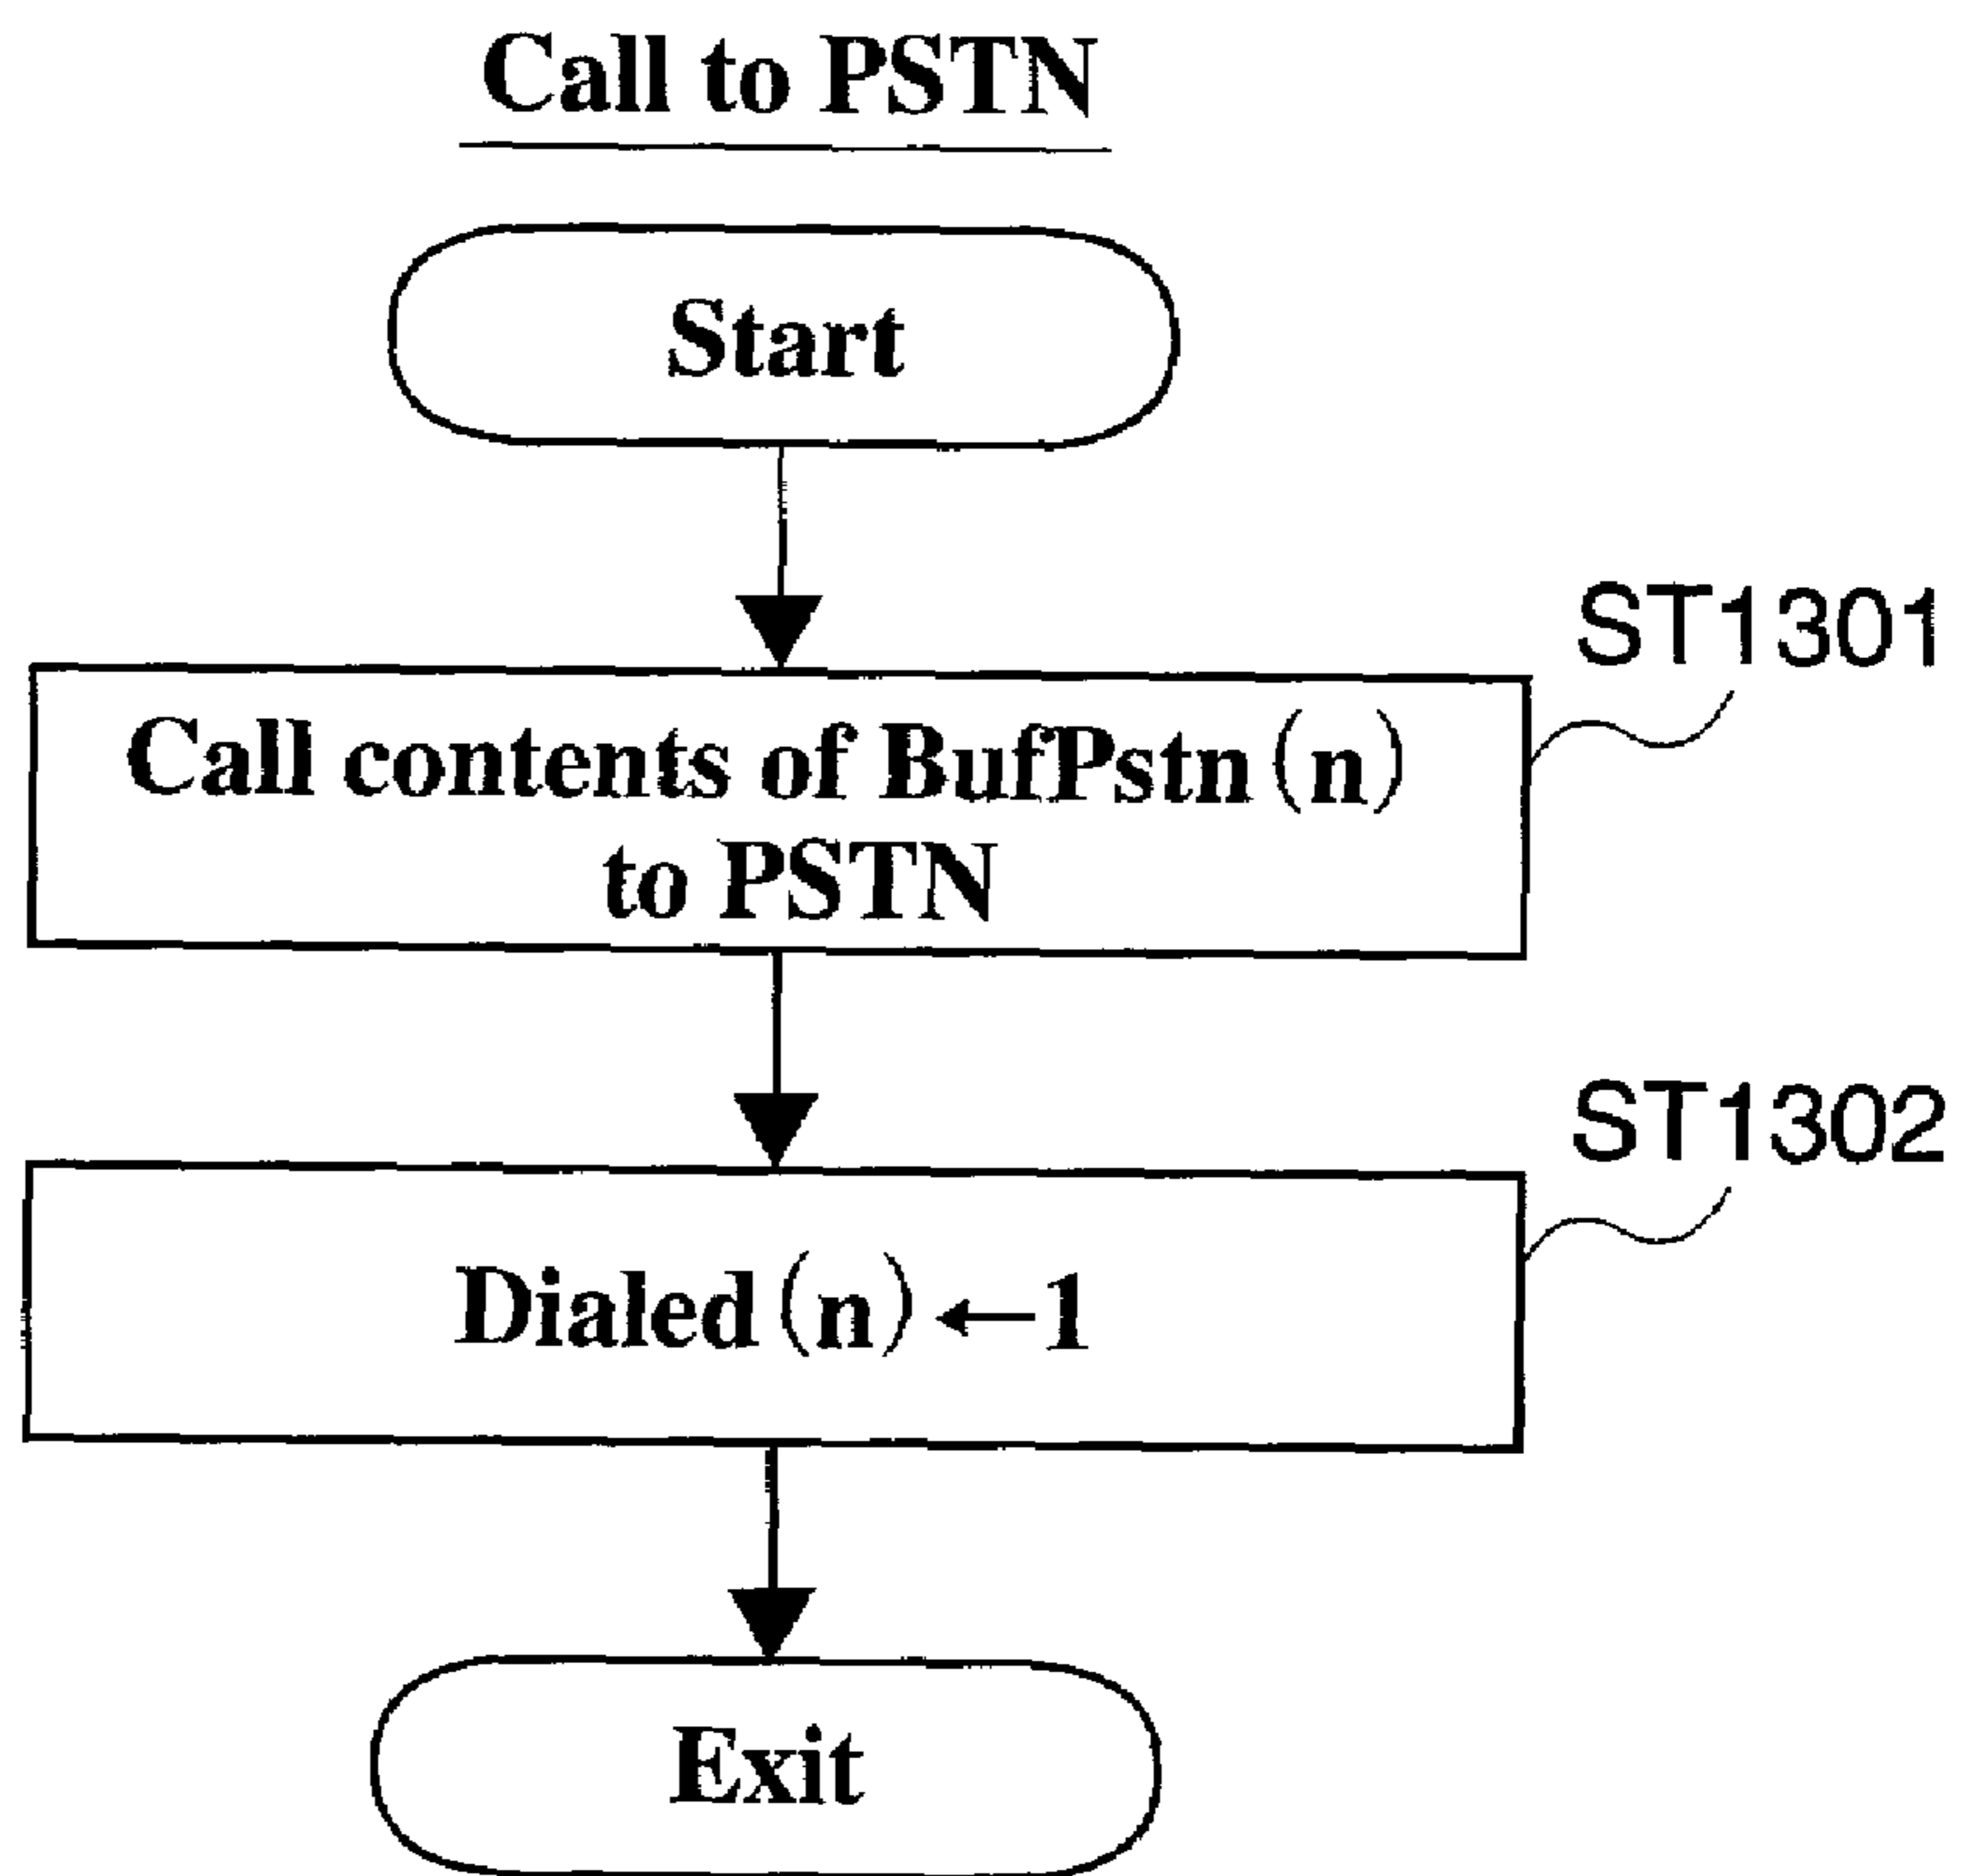 Call to PSTN
Start
ST1301
Call contents of BufPstn(n)
to PSTN
ST1302
Dialed(n)←1
Exit